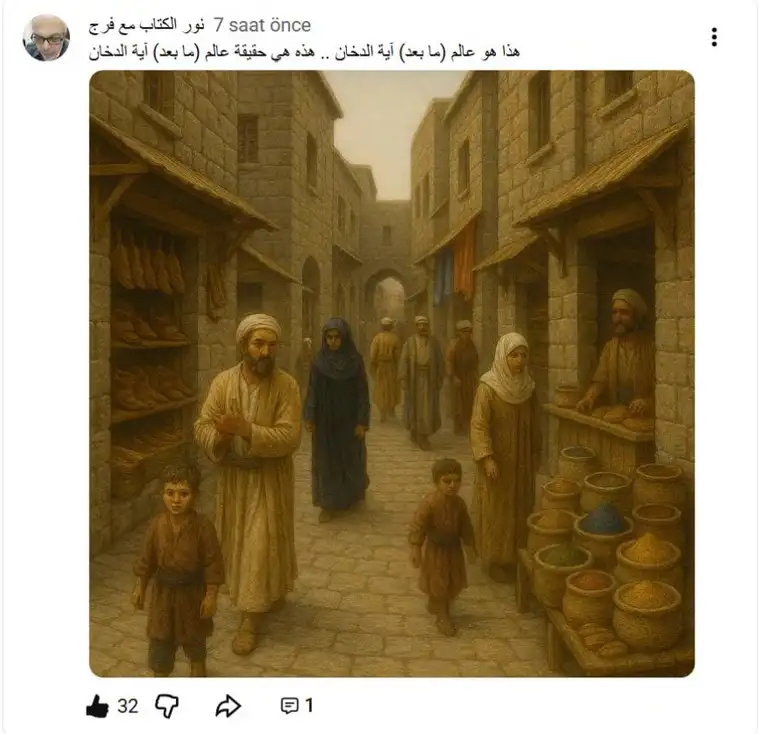 نور الكتاب مع فرج 7 saat önce
هذا هو عالم (ما بعد) آية الدخان .. هذه هي حقيقة عالم (ما بعد) آية الدخان
32 1